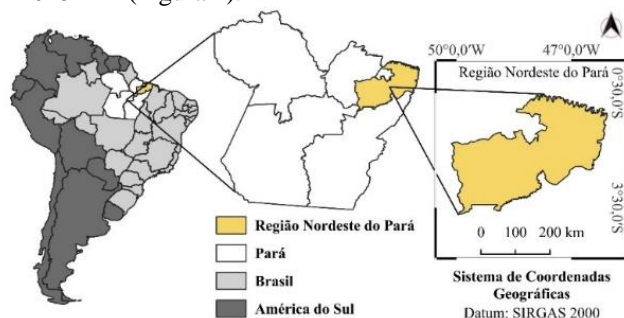 50°0,0'W 47°0,0'W
Região Nordeste do Pará
0°30,0'S
3°30,0'S
0 100 200 km
Região Nordeste do Pará
Pará
Brasil
América do Sul
Sistema de Coordenadas
Geográficas
Datum: SIRGAS 2000